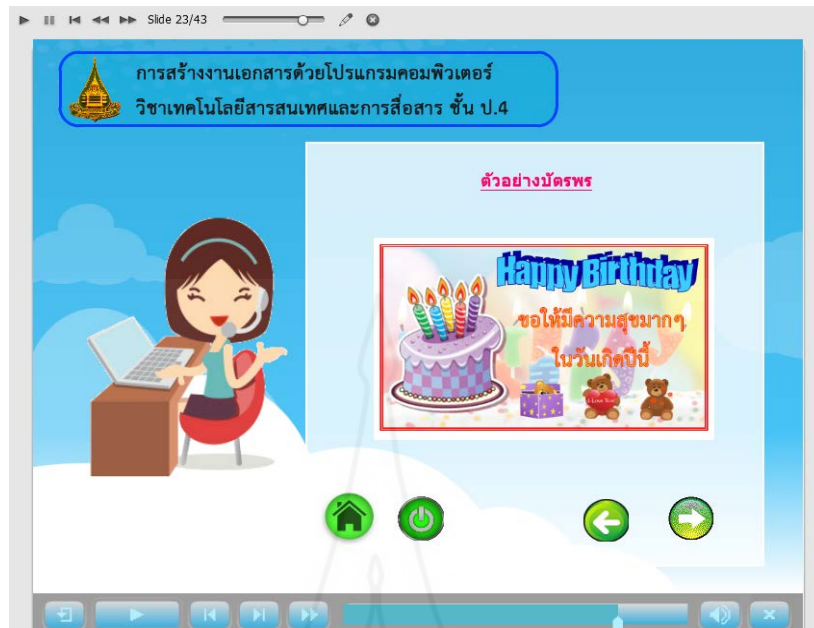 Slide 23/43
การสร้างงานเอกสารด้วยโปรแกรมคอมพิวเตอร์
วิชาเทคโนโลยีสารสนเทศและการสื่อสาร ชั้น ป.4
ตัวอย่างบัตรพร
Happy Birthday
ขอให้มีความสุขมากๆ
ในวันเกิดปีนี้
I Love You!